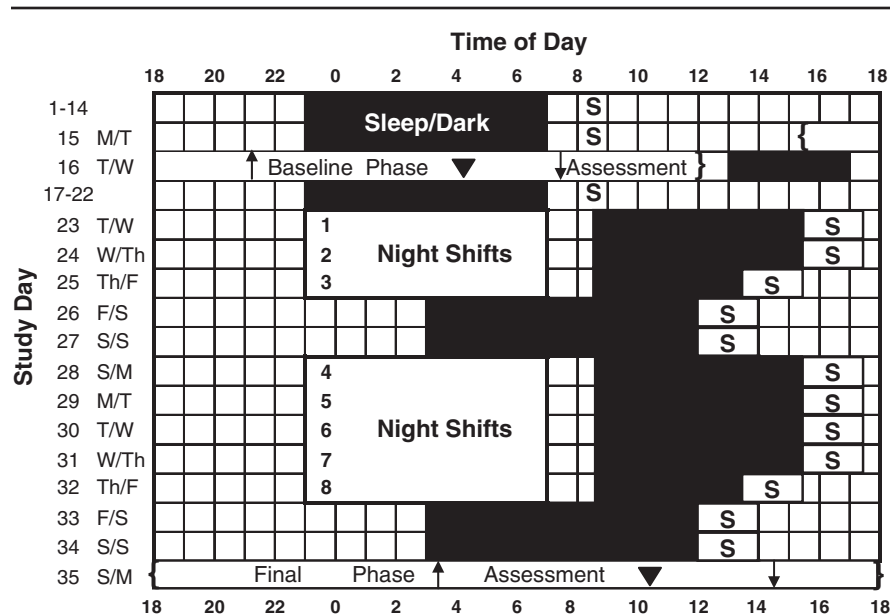 Time of Day
18 20 22 0 2 4 6 8 10 12 14 16 18
Study Day
1-14 Sleep/Dark S
15 M/T S {
16 T/W Baseline Phase Assessment }
17-22 S
23 T/W 1 S
24 W/Th 2 Night Shifts S
25 Th/F 3 S
26 F/S S
27 S/S S
28 S/M 4 S
29 M/T 5 S
30 T/W 6 Night Shifts S
31 W/Th 7 S
32 Th/F 8 S
33 F/S S
34 S/S S
35 S/M { Final Phase Assessment }
18 20 22 0 2 4 6 8 10 12 14 16 18